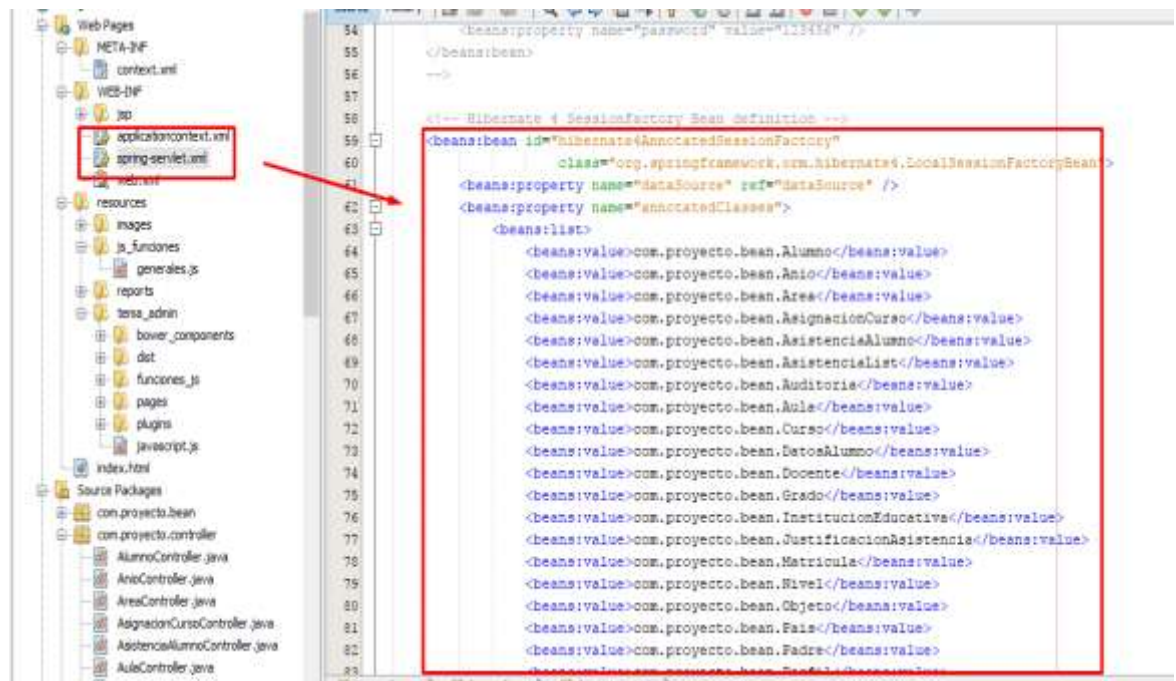 Web Pages
META-INF
context.xml
WEB-INF
jsp
applicationcontext.xml
spring-servlet.xml
web.xml
resources
images
js_funciones
generales.js
reports
tema_admin
bower_components
dist
funciones_js
pages
plugins
javascript.js
index.html
Source Packages
com.proyecto.bean
com.proyecto.controller
AlumnoController.java
AnioController.java
AreaController.java
AsignacionCursoController.java
AsistenciaAlumnoController.java
AulaController.java
54 <beans:property name="password" value="123456" />
55 </beans:bean>
56 -->
57
58 <!-- Hibernate 4 SessionFactory Bean definition -->
59 <beans:bean id="hibernate4AnnotatedSessionFactory"
60 class="org.springframework.orm.hibernate4.LocalSessionFactoryBean">
61 <beans:property name="dataSource" ref="dataSource" />
62 <beans:property name="annotatedClasses">
63 <beans:list>
64 <beans:value>com.proyecto.bean.Alumno</beans:value>
65 <beans:value>com.proyecto.bean.Anio</beans:value>
66 <beans:value>com.proyecto.bean.Area</beans:value>
67 <beans:value>com.proyecto.bean.AsignacionCurso</beans:value>
68 <beans:value>com.proyecto.bean.AsistenciaAlumno</beans:value>
69 <beans:value>com.proyecto.bean.AsistenciaList</beans:value>
70 <beans:value>com.proyecto.bean.Auditoria</beans:value>
71 <beans:value>com.proyecto.bean.Aula</beans:value>
72 <beans:value>com.proyecto.bean.Curso</beans:value>
73 <beans:value>com.proyecto.bean.DatosAlumno</beans:value>
74 <beans:value>com.proyecto.bean.Docente</beans:value>
75 <beans:value>com.proyecto.bean.Grado</beans:value>
76 <beans:value>com.proyecto.bean.InstitucionEducativa</beans:value>
77 <beans:value>com.proyecto.bean.JustificacionAsistencia</beans:value>
78 <beans:value>com.proyecto.bean.Matricula</beans:value>
79 <beans:value>com.proyecto.bean.Nivel</beans:value>
80 <beans:value>com.proyecto.bean.Objeto</beans:value>
81 <beans:value>com.proyecto.bean.Pais</beans:value>
82 <beans:value>com.proyecto.bean.Padre</beans:value>
83